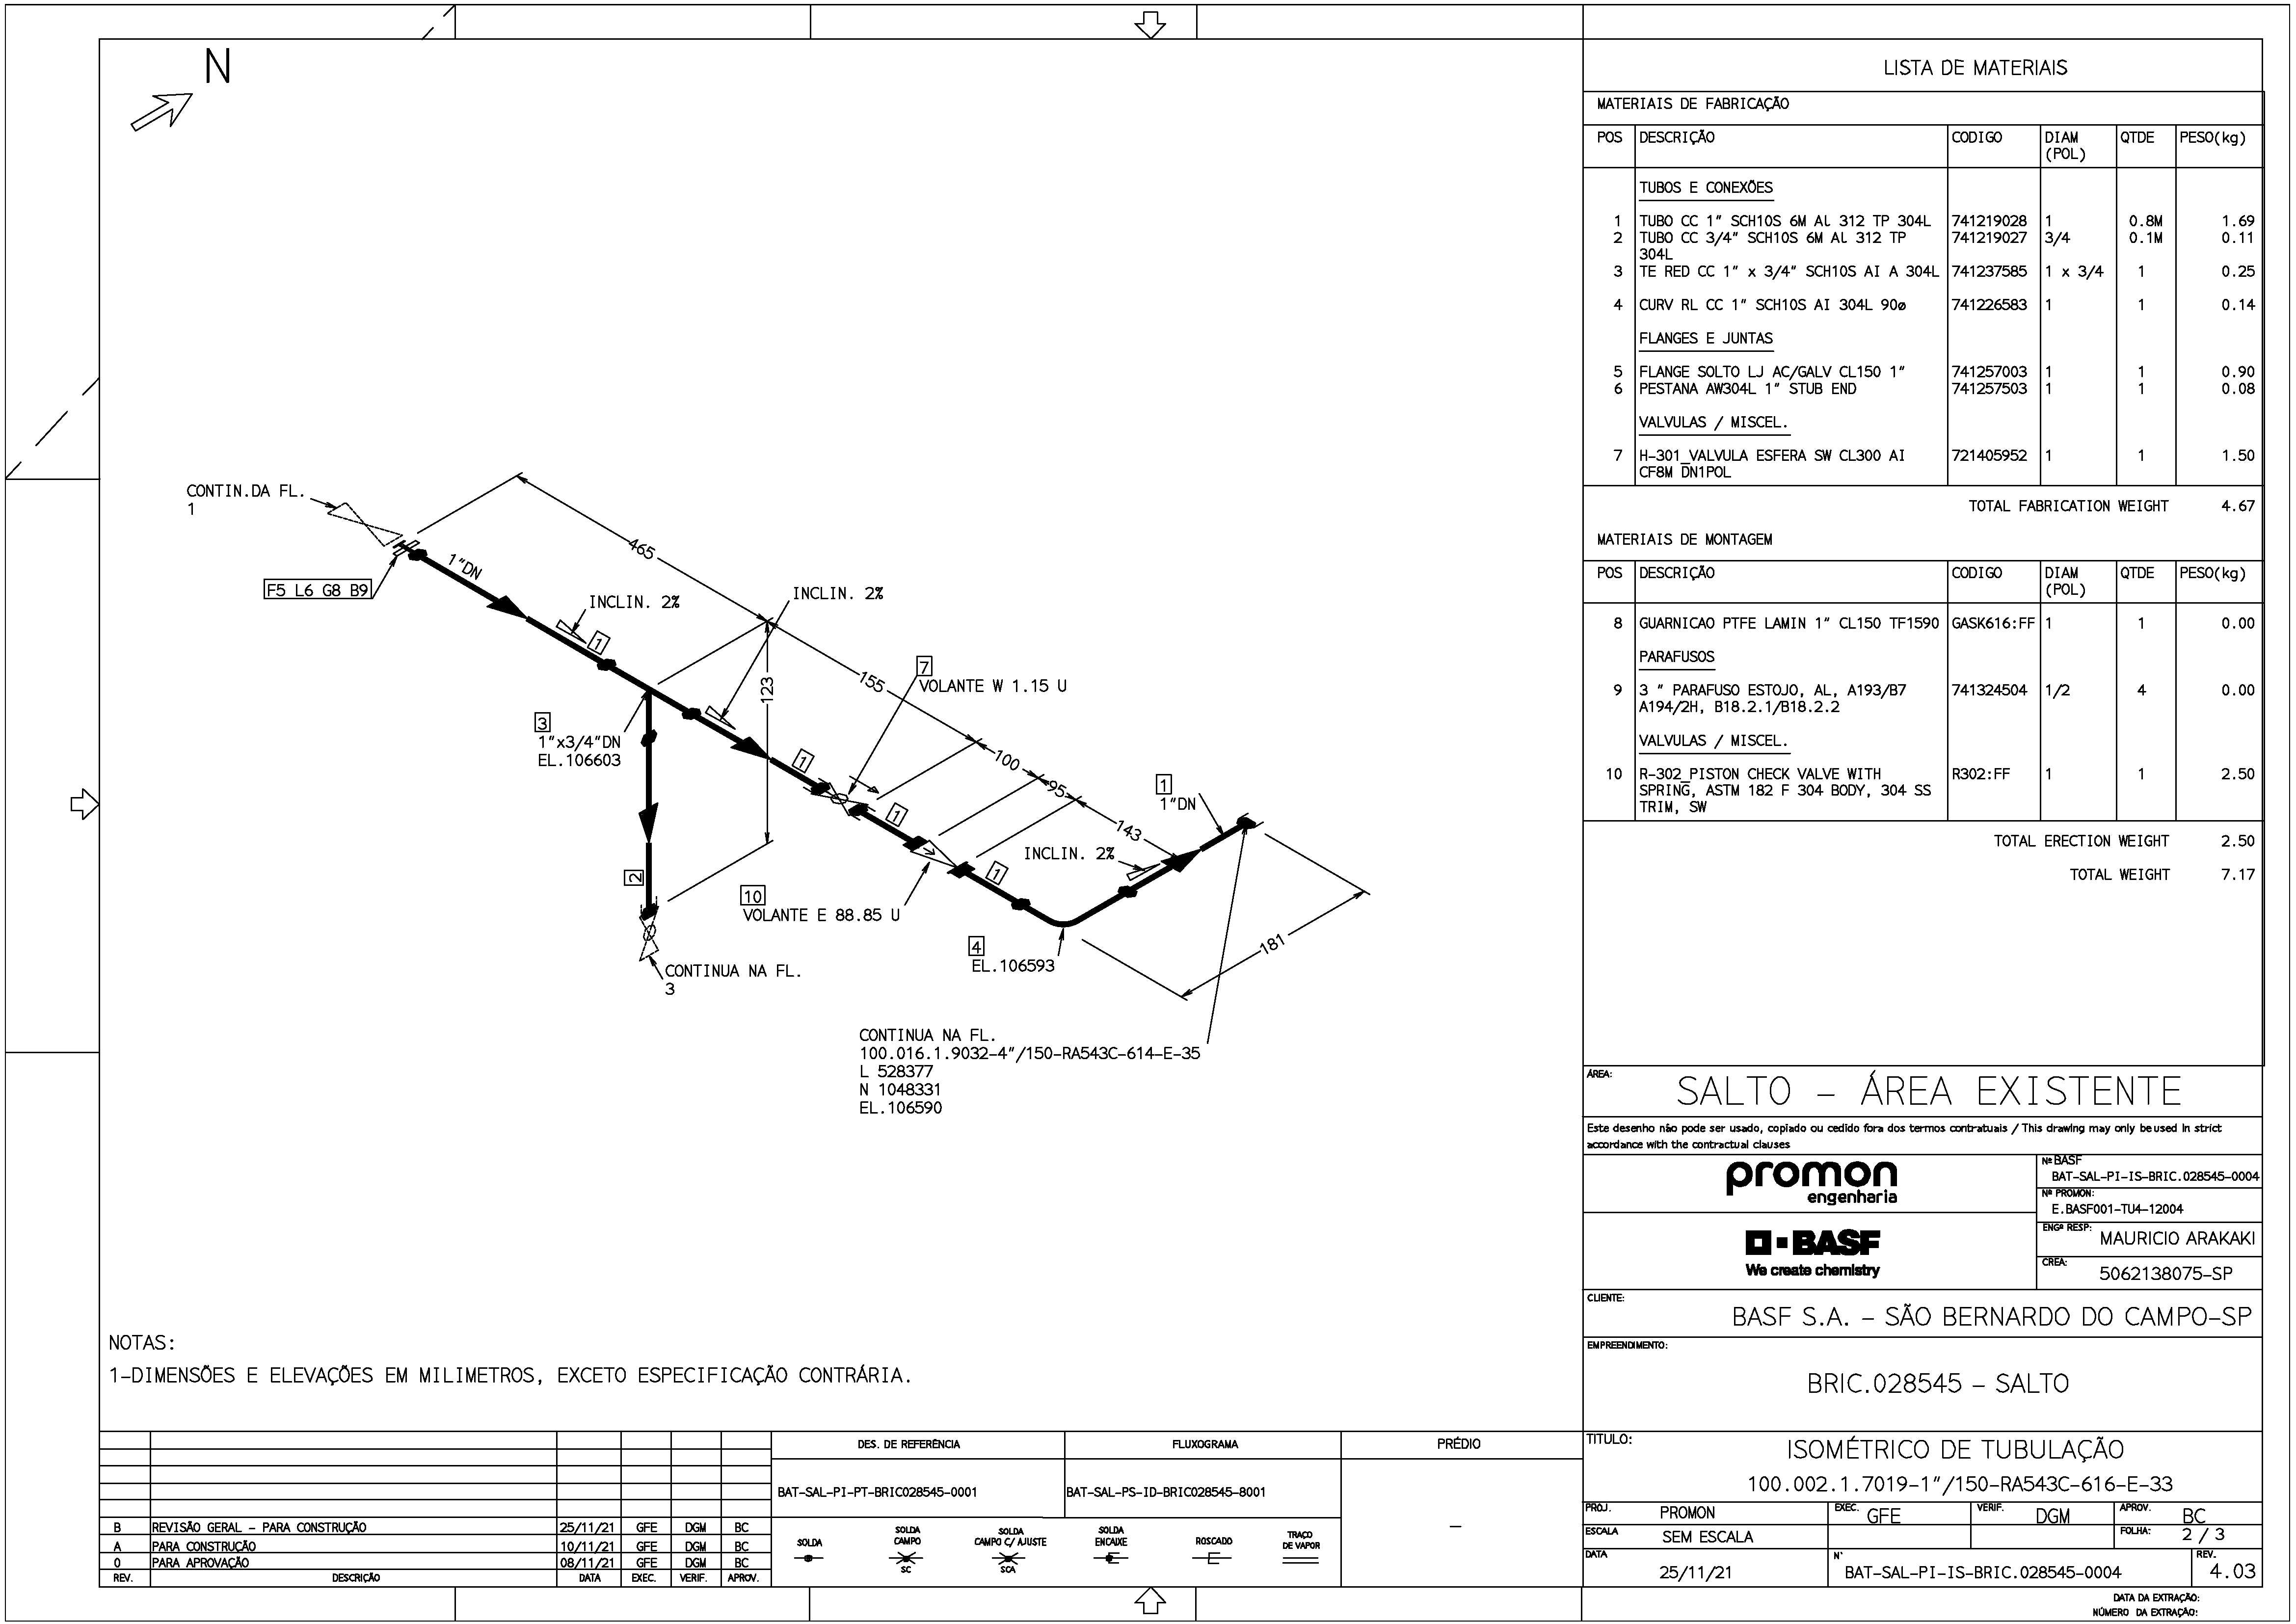 N
CONTIN.DA FL.
1
F5 L6 G8 B9
1"DN
465
INCLIN. 2%
1
INCLIN. 2%
155
123
7
VOLANTE W 1.15 U
3
1"x3/4"DN
EL.106603
1
100
95
1
1"DN
1
143
INCLIN. 2%
1
2
10
VOLANTE E 88.85 U
4
EL.106593
181
CONTINUA NA FL.
3
CONTINUA NA FL.
100.016.1.9032-4"/150-RA543C-614-E-35
L 528377
N 1048331
EL.106590
NOTAS:
1-DIMENSÕES E ELEVAÇÕES EM MILIMETROS, EXCETO ESPECIFICAÇÃO CONTRÁRIA.
LISTA DE MATERIAIS
MATERIAIS DE FABRICAÇÃO
POS DESCRIÇÃO CODIGO DIAM QTDE PESO(kg)
(POL)
TUBOS E CONEXÕES
1 TUBO CC 1" SCH10S 6M Al 312 TP 304L 741219028 1 0.8M 1.69
2 TUBO CC 3/4" SCH10S 6M Al 312 TP 741219027 3/4 0.1M 0.11
304L
3 TE RED CC 1" x 3/4" SCH10S AI A 304L 741237585 1 x 3/4 1 0.25
4 CURV RL CC 1" SCH10S AI 304L 90ø 741226583 1 1 0.14
FLANGES E JUNTAS
5 FLANGE SOLTO LJ AC/GALV CL150 1" 741257003 1 1 0.90
6 PESTANA AW304L 1" STUB END 741257503 1 1 0.08
VALVULAS / MISCEL.
7 H-301_VALVULA ESFERA SW CL300 AI 721405952 1 1 1.50
CF8M DN1POL
TOTAL FABRICATION WEIGHT 4.67
MATERIAIS DE MONTAGEM
POS DESCRIÇÃO CODIGO DIAM QTDE PESO(kg)
(POL)
8 GUARNICAO PTFE LAMIN 1" CL150 TF1590 GASK616:FF 1 1 0.00
PARAFUSOS
9 3 " PARAFUSO ESTOJO, AL, A193/B7 741324504 1/2 4 0.00
A194/2H, B18.2.1/B18.2.2
VALVULAS / MISCEL.
10 R-302_PISTON CHECK VALVE WITH R302:FF 1 1 2.50
SPRING, ASTM 182 F 304 BODY, 304 SS
TRIM, SW
TOTAL ERECTION WEIGHT 2.50
TOTAL WEIGHT 7.17
ÁREA:
SALTO - ÁREA EXISTENTE
Este desenho não pode ser usado, copiado ou cedido fora dos termos contratuais / This drawing may only be used in strict
accordance with the contractual clauses
promon
engenharia
Nº BASF
BAT-SAL-PI-IS-BRIC.028545-0004
Nº PROMON:
E.BASF001-TU4-12004
BASF
We create chemistry
ENGº RESP:
MAURICIO ARAKAKI
CREA:
5062138075-SP
CLIENTE:
BASF S.A. - SÃO BERNARDO DO CAMPO-SP
EMPREENDIMENTO:
BRIC.028545 - SALTO
TITULO:
ISOMÉTRICO DE TUBULAÇÃO
100.002.1.7019-1"/150-RA543C-616-E-33
PROJ. PROMON EXEC. GFE VERIF. DGM APROV. BC
ESCALA SEM ESCALA FOLHA: 2 / 3
DATA 25/11/21 N° BAT-SAL-PI-IS-BRIC.028545-0004 REV. 4.03
DATA DA EXTRAÇÃO:
NÚMERO DA EXTRAÇÃO:
B REVISÃO GERAL - PARA CONSTRUÇÃO 25/11/21 GFE DGM BC
A PARA CONSTRUÇÃO 10/11/21 GFE DGM BC
0 PARA APROVAÇÃO 08/11/21 GFE DGM BC
REV. DESCRIÇÃO DATA EXEC. VERIF. APROV.
DES. DE REFERÊNCIA FLUXOGRAMA PRÉDIO
BAT-SAL-PI-PT-BRIC028545-0001 BAT-SAL-PS-ID-BRIC028545-8001 -
SOLDA
SOLDA
CAMPO
SC
SOLDA
CAMPO C/ AJUSTE
SCA
SOLDA
ENCAIXE
ROSCADO
TRAÇO
DE VAPOR